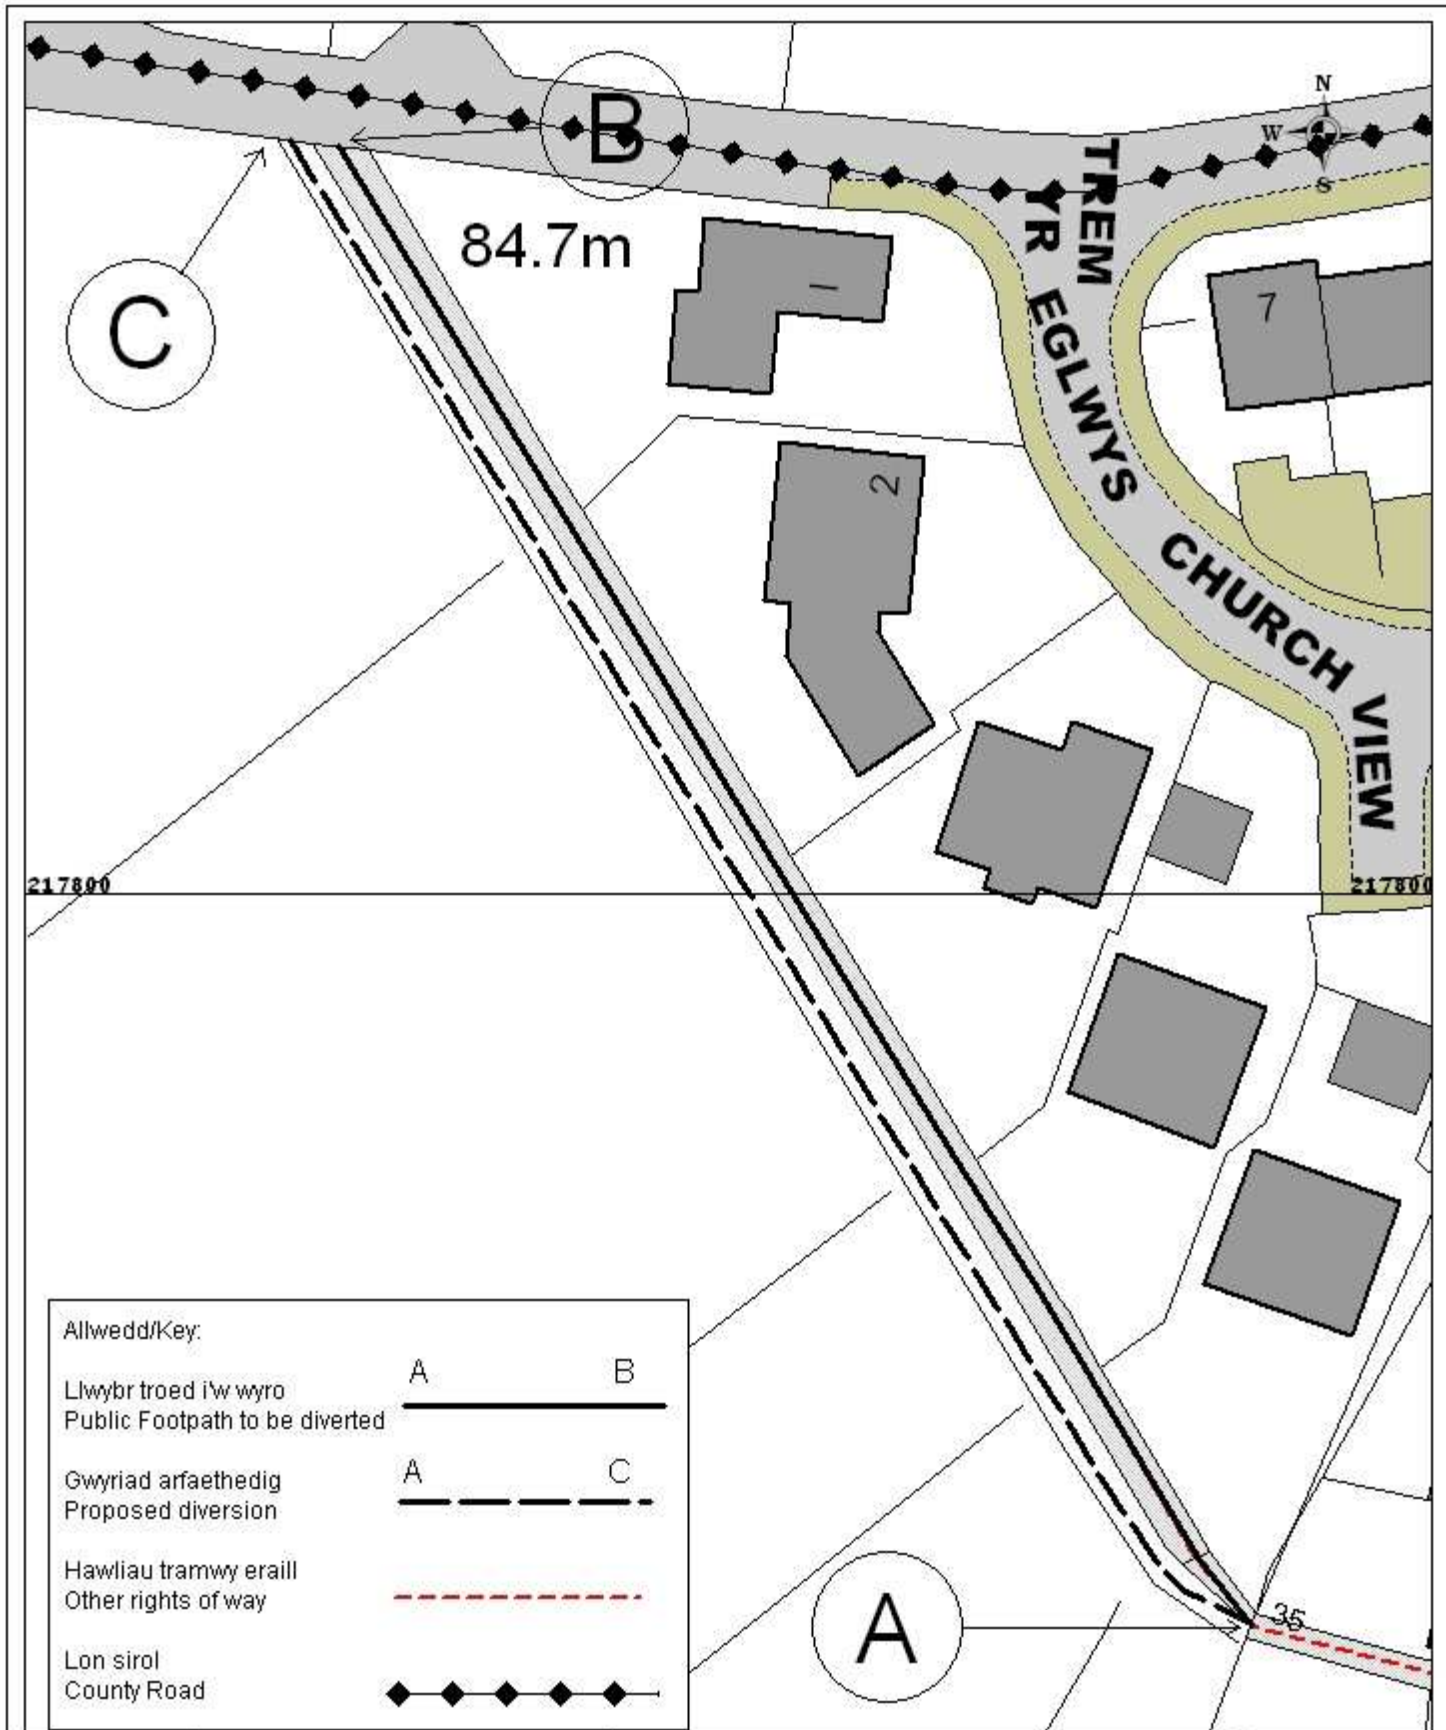 N
W
S
B
C
84.7m
TREM
YR EGLWYS
CHURCH VIEW
1
7
2
217800
217800
Allwedd/Key:
A B
Llwybr troed i'w wyro
Public Footpath to be diverted
A C
Gwyriad arfaethedig
Proposed diversion
Hawliau tramwy eraill
Other rights of way
Lon sirol
County Road
A
35